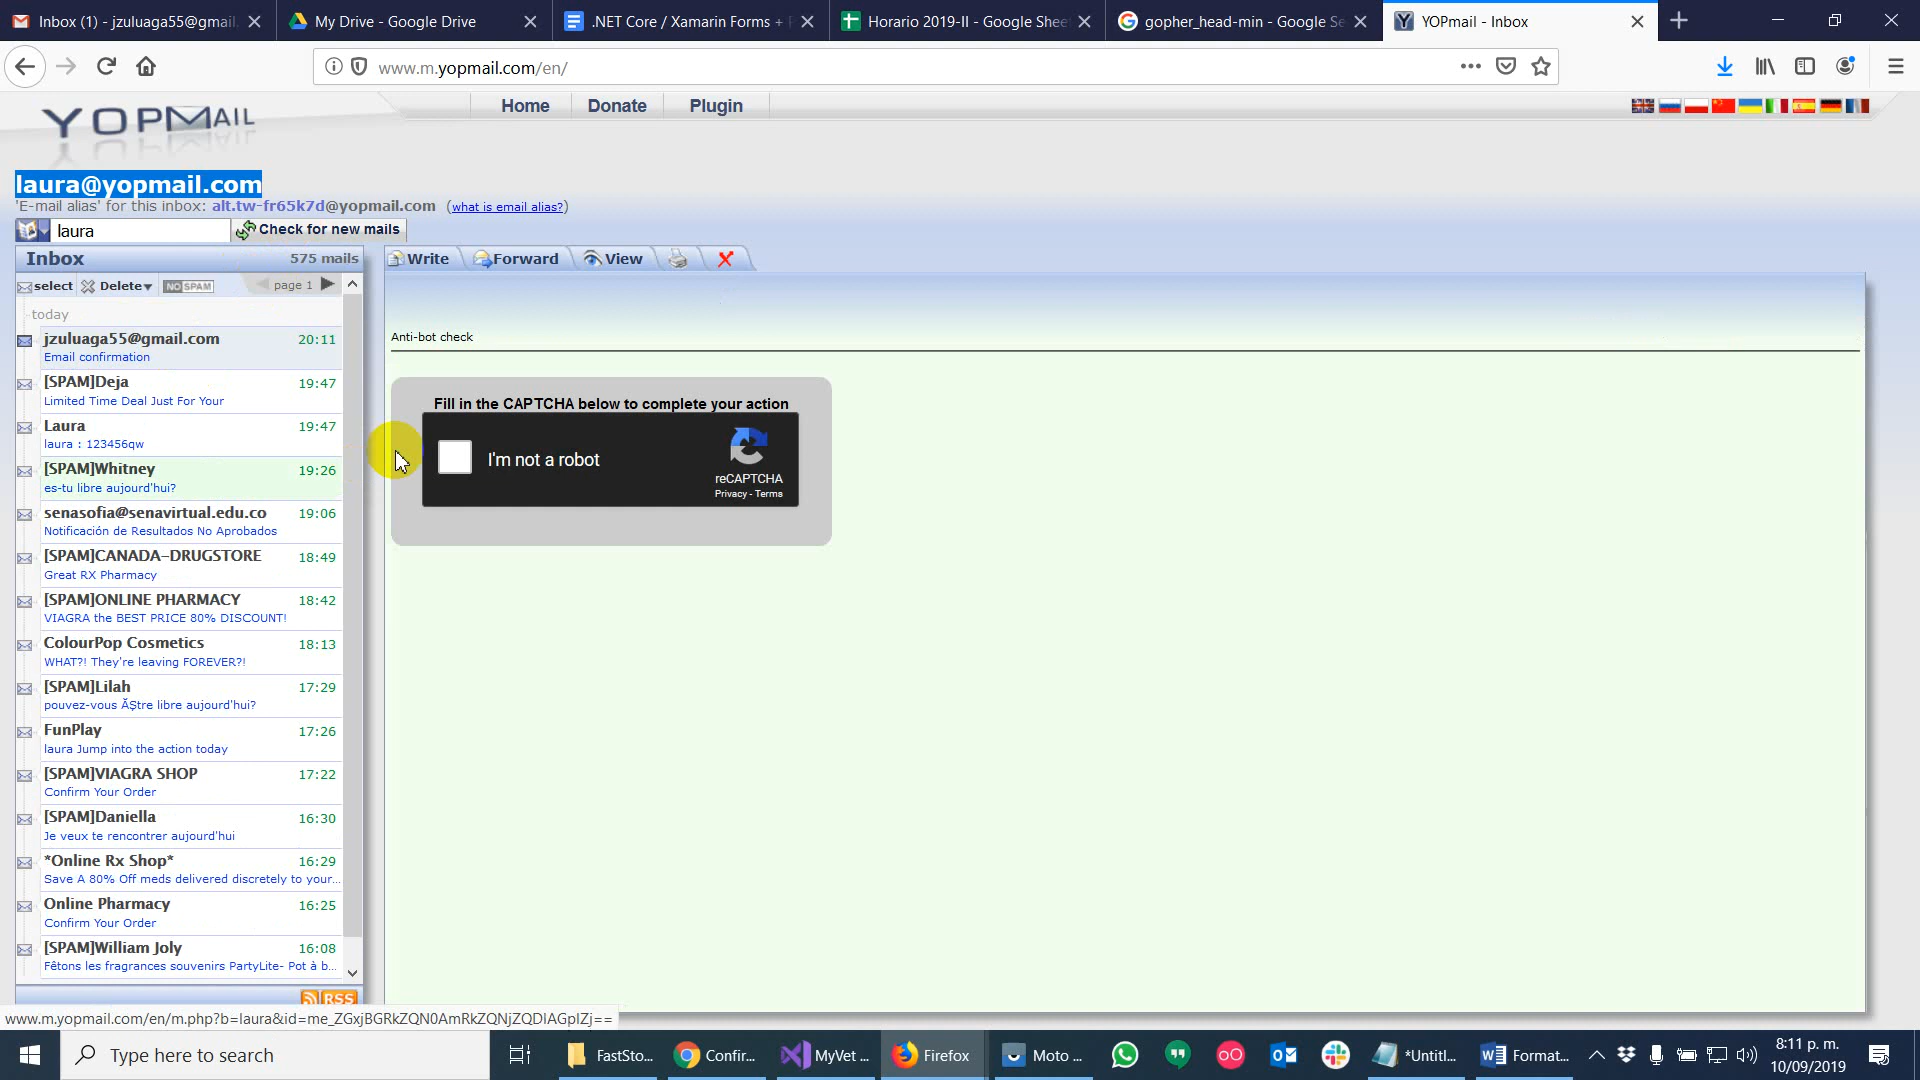 Inbox (1) - jzuluaga55@gmail.
My Drive - Google Drive
.NET Core / Xamarin Forms +
Horario 2019-II - Google Shee
gopher_head-min - Google Se
YOPmail - Inbox
www.m.yopmail.com/en/
YOPMAIL
Home
Donate
Plugin
laura@yopmail.com
'E-mail alias' for this inbox: alt.tw-fr65k7d@yopmail.com (what is email alias?)
laura
Check for new mails
Inbox
575 mails
Write
Forward
View
select
Delete
NO SPAM
page 1
today
jzuluaga55@gmail.com 20:11
Email confirmation
[SPAM]Deja 19:47
Limited Time Deal Just For Your
Laura 19:47
laura : 123456qw
[SPAM]Whitney 19:26
es-tu libre aujourd'hui?
senasofia@senavirtual.edu.co 19:06
Notificación de Resultados No Aprobados
[SPAM]CANADA–DRUGSTORE 18:49
Great RX Pharmacy
[SPAM]ONLINE PHARMACY 18:42
VIAGRA the BEST PRICE 80% DISCOUNT!
ColourPop Cosmetics 18:13
WHAT?! They're leaving FOREVER?!
[SPAM]Lilah 17:29
pouvez-vous ĂŞtre libre aujourd'hui?
FunPlay 17:26
laura Jump into the action today
[SPAM]VIAGRA SHOP 17:22
Confirm Your Order
[SPAM]Daniella 16:30
Je veux te rencontrer aujourd'hui
*Online Rx Shop* 16:29
Save A 80% Off meds delivered discretely to your...
Online Pharmacy 16:25
Confirm Your Order
[SPAM]William Joly 16:08
Fêtons les fragrances souvenirs PartyLite- Pot à b...
RSS
Anti-bot check
Fill in the CAPTCHA below to complete your action
I'm not a robot
reCAPTCHA
Privacy - Terms
www.m.yopmail.com/en/m.php?b=laura&id=me_ZGxjBGRkZQN0AmRkZQNjZQDlAGplZj==
Type here to search
FastSto...
Confir...
MyVet ...
Firefox
Moto ...
*Untitl...
Format...
8:11 p. m.
10/09/2019